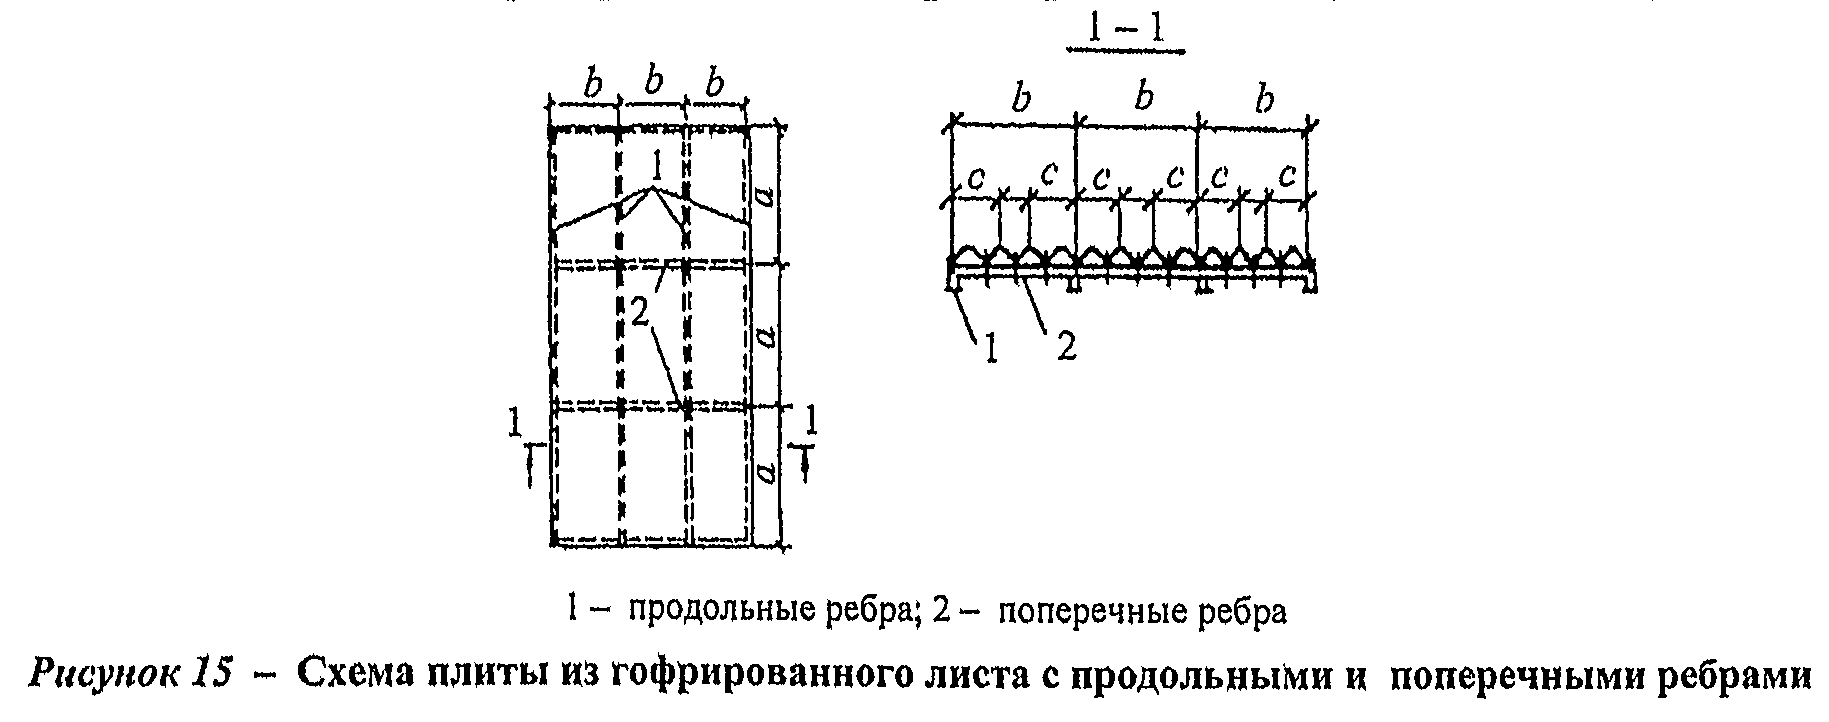 1 – 1
b b b
b b b
1
a
c c c c c c
2
a
1 2
1 1
a
1 – продольные ребра; 2 – поперечные ребра
Рисунок 15 – Схема плиты из гофрированного листа с продольными и поперечными ребрами